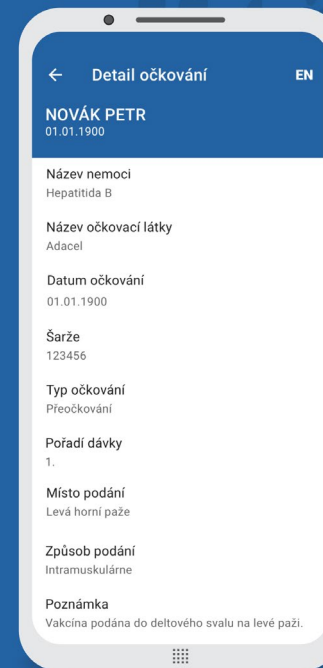 Detail očkování
EN
NOVÁK PETR
01.01.1900
Název nemoci
Hepatitida B
Název očkovací látky
Adacel
Datum očkování
01.01.1900
Šarže
123456
Typ očkování
Přeočkování
Pořadí dávky
1.
Místo podání
Levá horní paže
Způsob podání
Intramuskulárne
Poznámka
Vakcína podána do deltového svalu na levé paži.